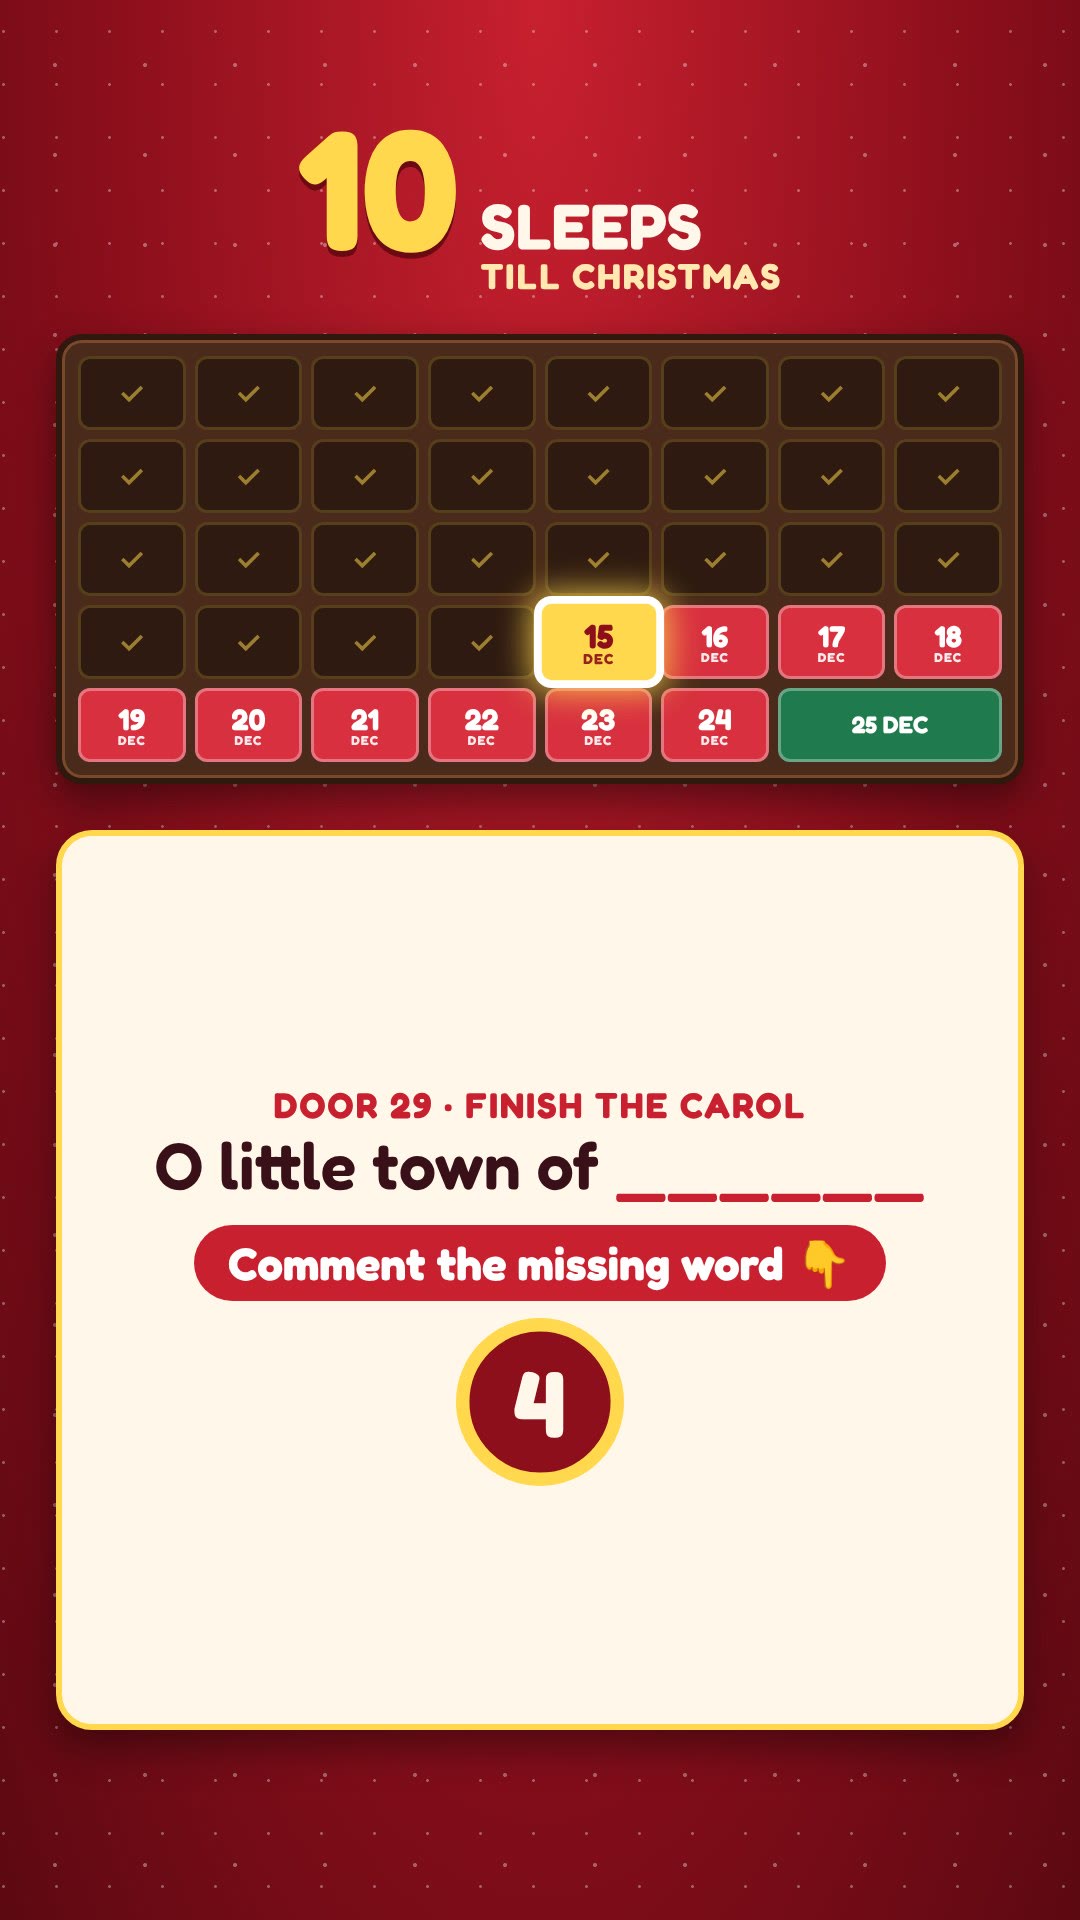 10 SLEEPS
TILL CHRISTMAS
15 DEC
16 DEC
17 DEC
18 DEC
19 DEC
20 DEC
21 DEC
22 DEC
23 DEC
24 DEC
25 DEC
DOOR 29 · FINISH THE CAROL
O little town of ______
Comment the missing word 👇
4